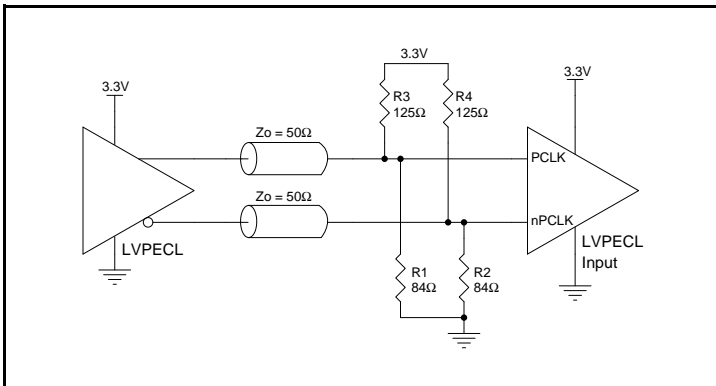 3.3V
3.3V
3.3V
R3
125Ω
R4
125Ω
Zo = 50Ω
PCLK
Zo = 50Ω
nPCLK
LVPECL
LVPECL
Input
R1
84Ω
R2
84Ω